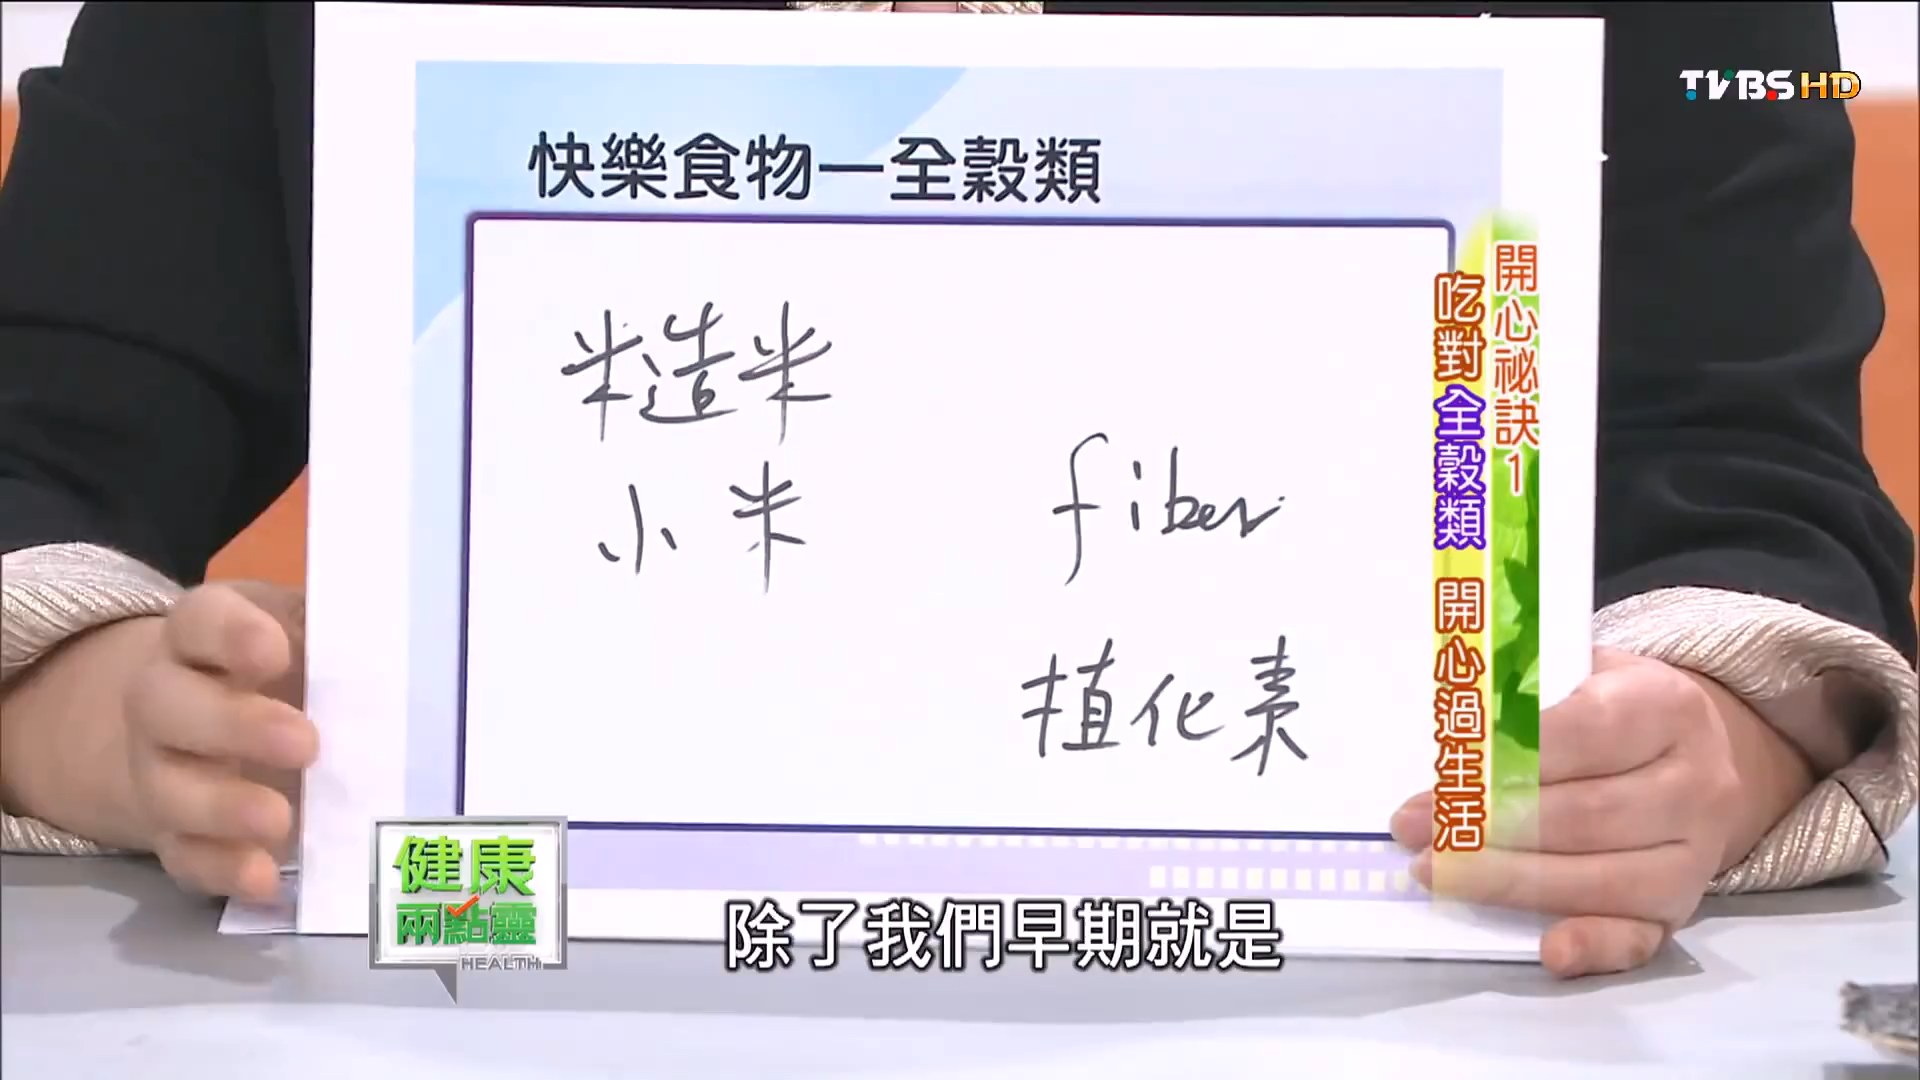 TVBS HD
快樂食物—全穀類
糙米
小米
fiber
植化素
開心祕訣1
吃對全穀類 開心過生活
健康
兩點靈
HEALTH
除了我們早期就是